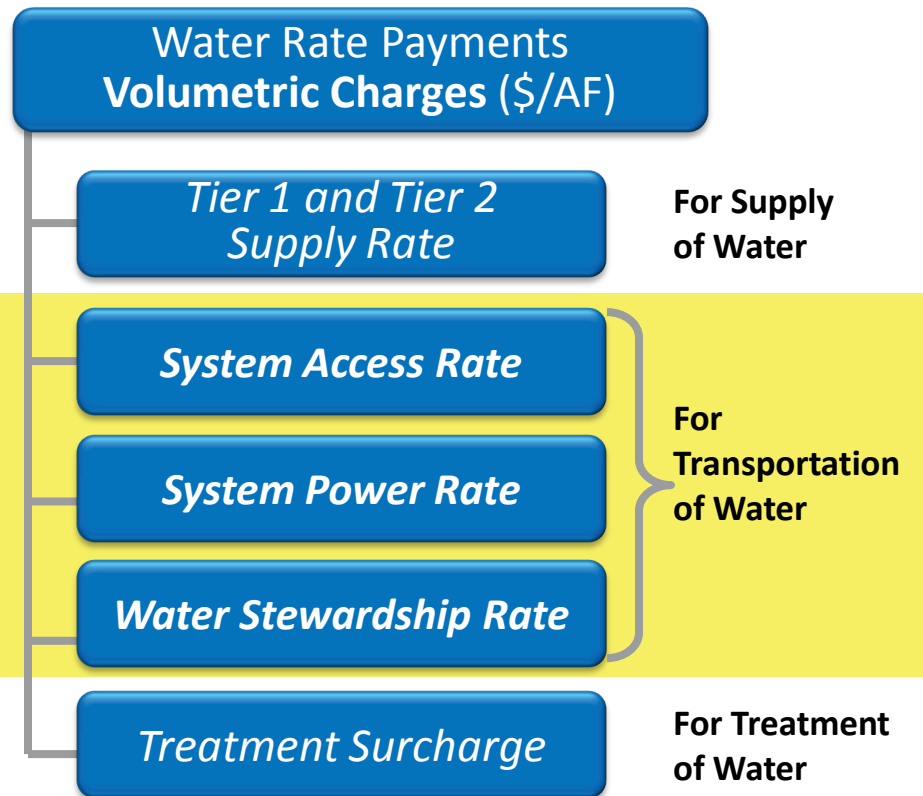 Water Rate Payments
Volumetric Charges ($/AF)
Tier 1 and Tier 2
Supply Rate
For Supply
of Water
System Access Rate
System Power Rate
Water Stewardship Rate
For
Transportation
of Water
Treatment Surcharge
For Treatment
of Water